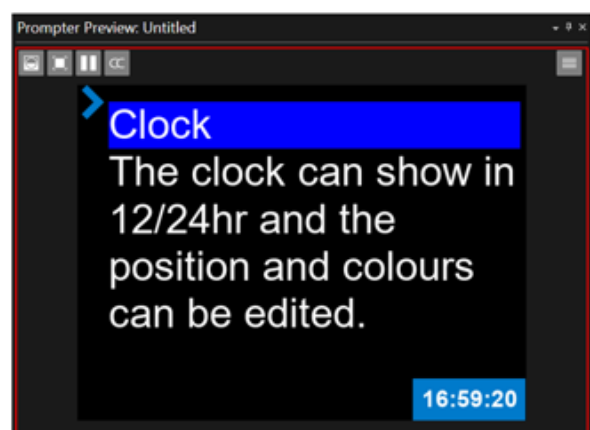 Prompter Preview: Untitled
CC
Clock
The clock can show in
12/24hr and the
position and colours
can be edited.
16:59:20